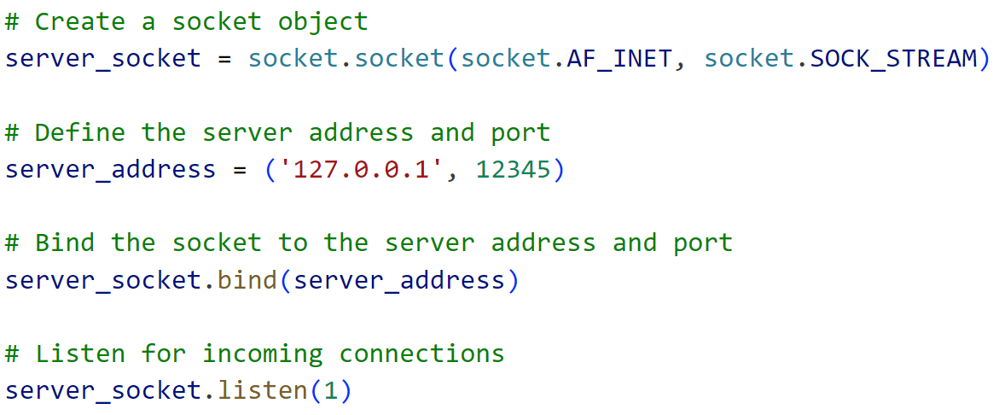 # Create a socket object
server_socket = socket.socket(socket.AF_INET, socket.SOCK_STREAM)
# Define the server address and port
server_address = ('127.0.0.1', 12345)
# Bind the socket to the server address and port
server_socket.bind(server_address)
# Listen for incoming connections
server_socket.listen(1)